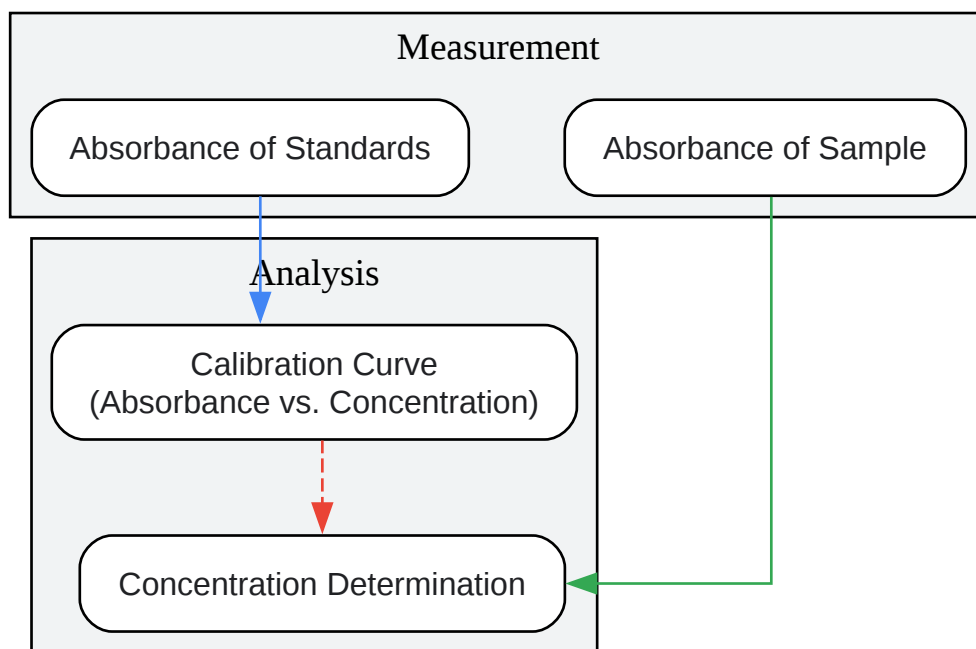 Measurement
Absorbance of Standards
Absorbance of Sample
Analysis
Calibration Curve
(Absorbance vs. Concentration)
Concentration Determination